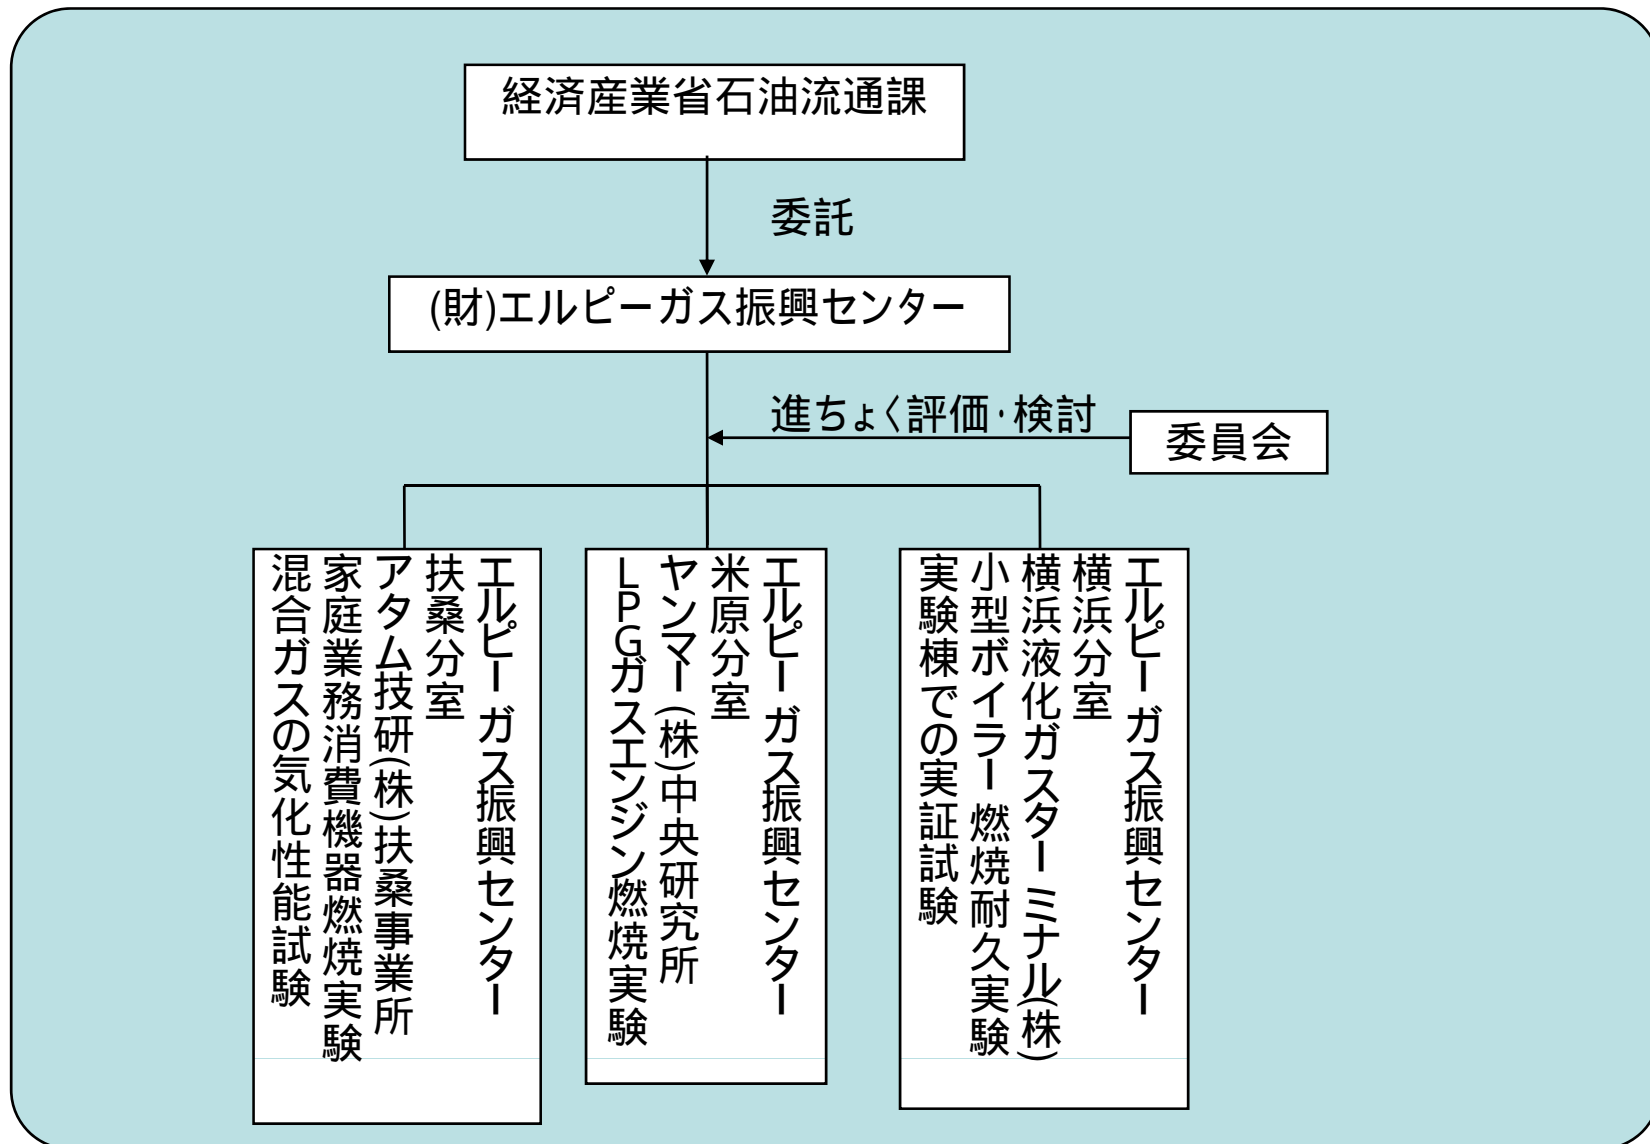 経済産業省石油流通課
委託
(財)エルピーガス振興センター
進ちょく評価・検討
委員会
エルピーガス振興センター
扶桑分室
アタム技研(株)扶桑事業所
家庭業務消費機器燃焼実験
混合ガスの気化性能試験
エルピーガス振興センター
米原分室
ヤンマー(株)中央研究所
LPGガスエンジン燃焼実験
エルピーガス振興センター
横浜分室
横浜液化ガスターミナル(株)
小型ボイラー燃焼耐久実験
実験棟での実証試験